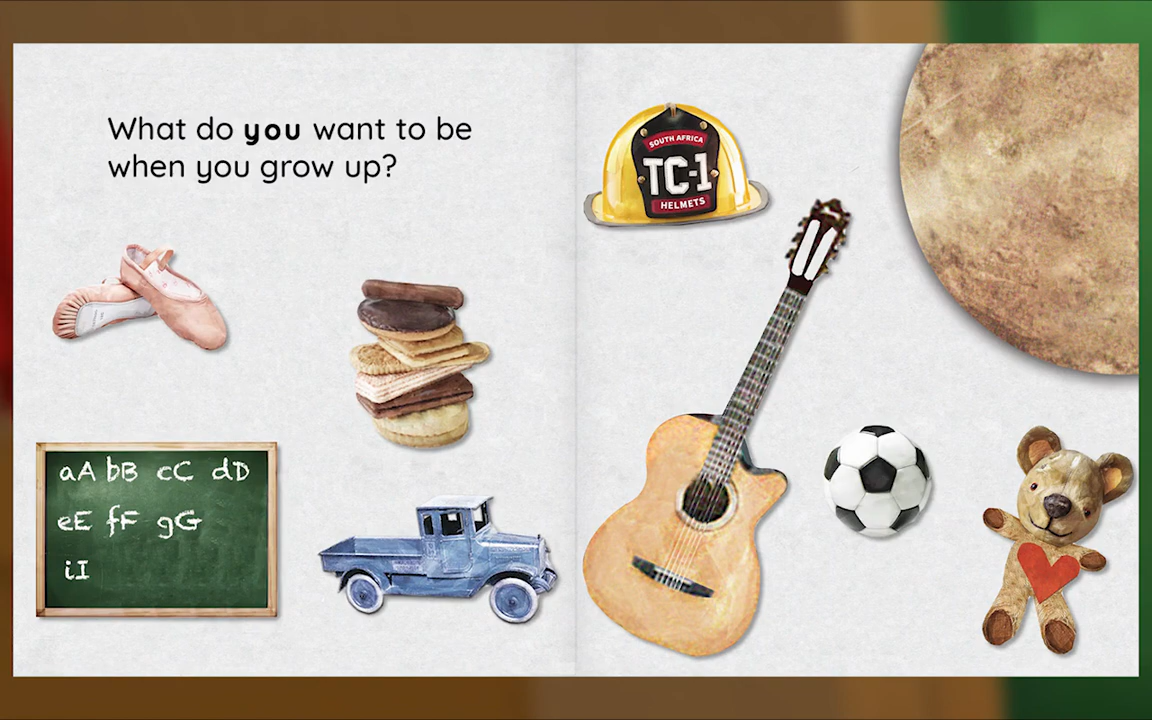 What do you want to be
when you grow up?
SOUTH AFRICA
TC-1
HELMETS
aA bB cC dD
eE fF gG
iI